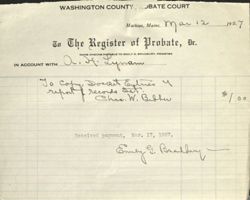 WASHINGTON COUNTY PROBATE COURT
Machias, Maine, Mar 12 1927
To The Register of Probate, Dr.
IN ACCOUNT WITH A. H. Lynam
To Copy Docket Entries &
report & records Est.
Chas. W. Bibber
$1.00
Received payment, Mar. 17, 1927.
Emily G. Bradbury